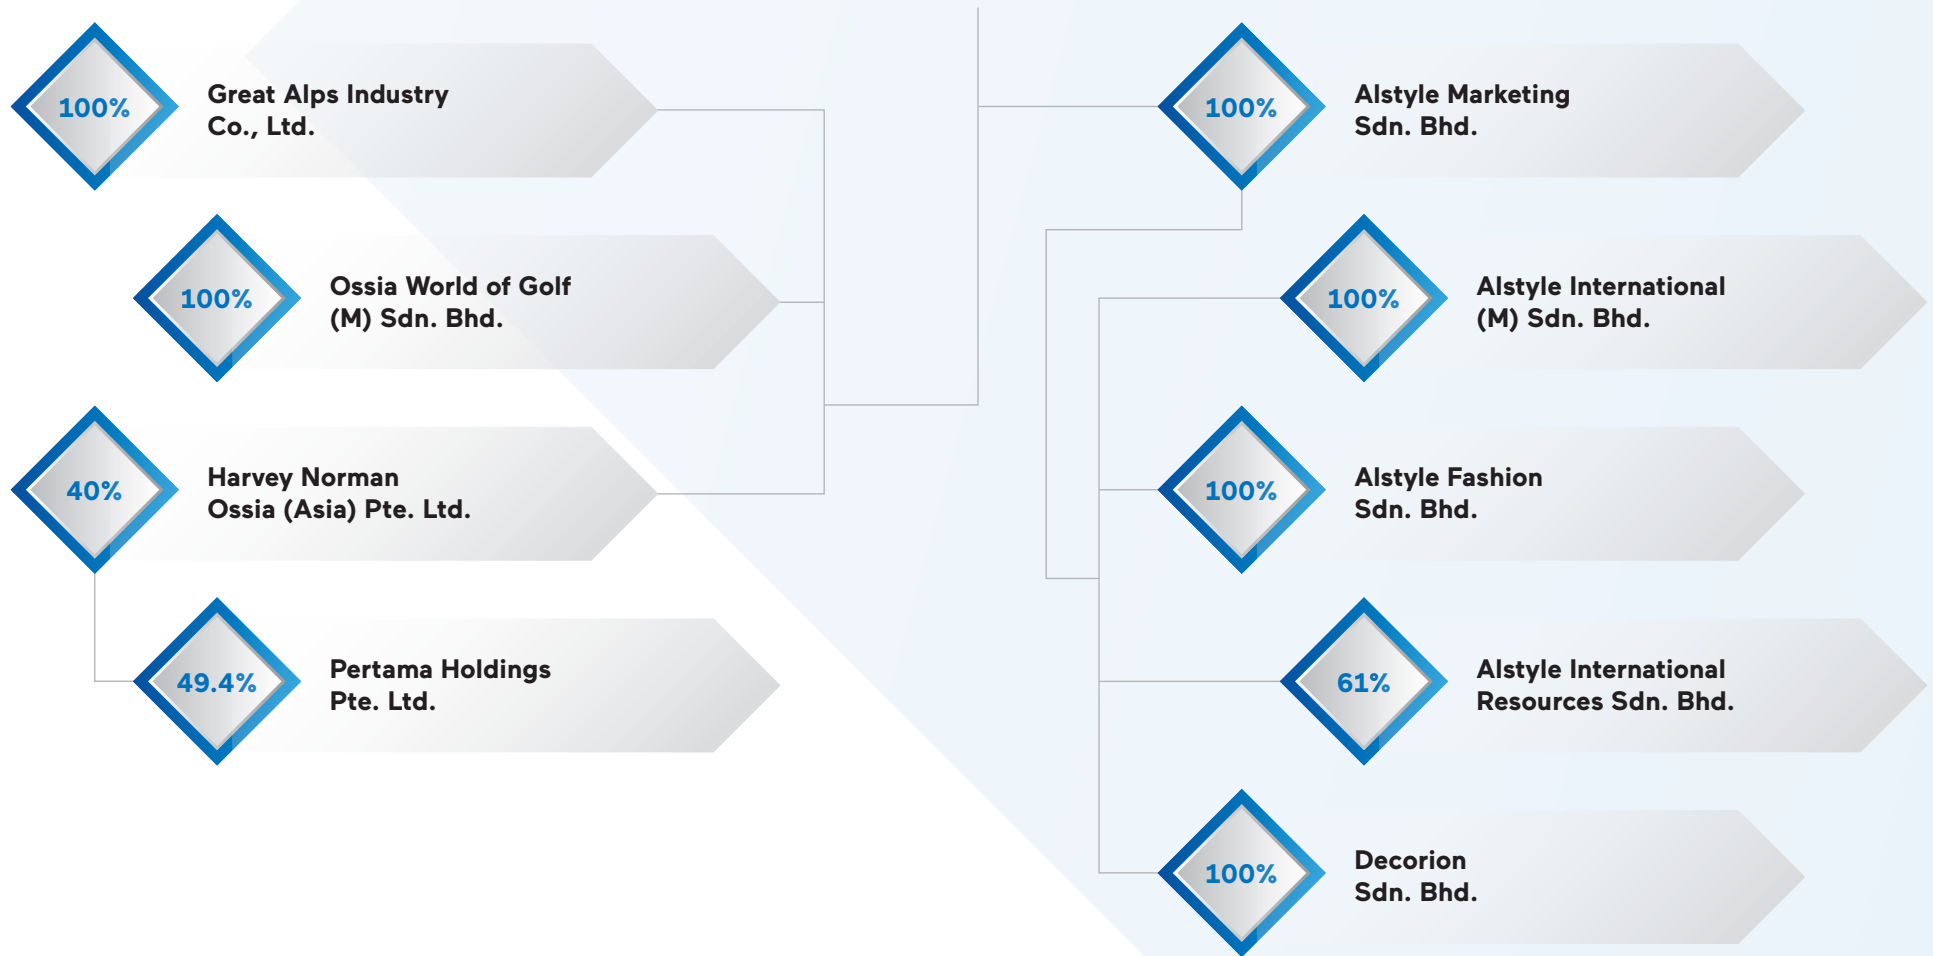 100%
Great Alps Industry
Co., Ltd.
100%
Ossia World of Golf
(M) Sdn. Bhd.
40%
Harvey Norman
Ossia (Asia) Pte. Ltd.
49.4%
Pertama Holdings
Pte. Ltd.
100%
Alstyle Marketing
Sdn. Bhd.
100%
Alstyle International
(M) Sdn. Bhd.
100%
Alstyle Fashion
Sdn. Bhd.
61%
Alstyle International
Resources Sdn. Bhd.
100%
Decorion
Sdn. Bhd.